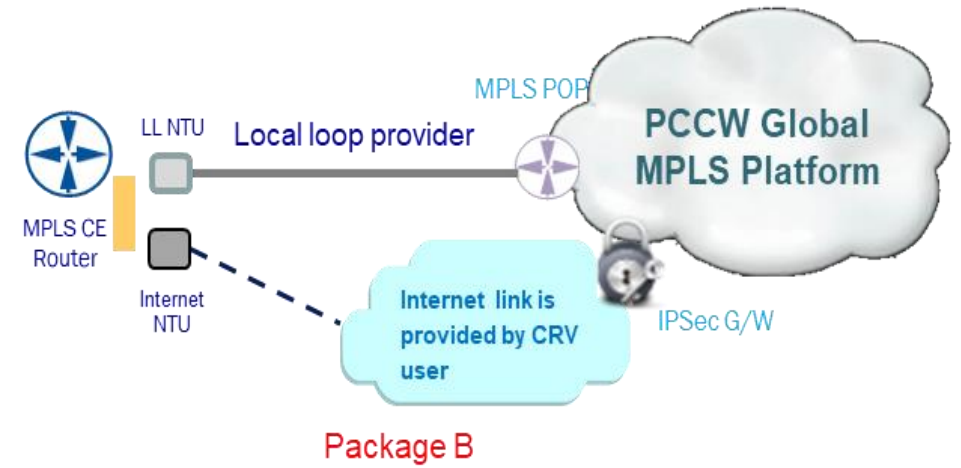 MPLS POP
PCCW Global
MPLS Platform
LL NTU
Local loop provider
MPLS CE
Router
Internet
NTU
Internet link is
provided by CRV
user
IPSec G/W
Package B